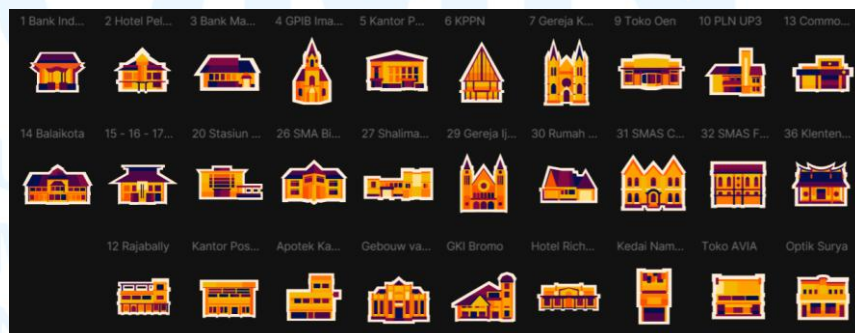 1 Bank Ind...
2 Hotel Pel...
3 Bank Ma...
4 GPIB Ima...
5 Kantor P...
6 KPPN
7 Gereja K...
9 Toko Oen
10 PLN UP3
13 Commo...
14 Balaikota
15 - 16 - 17...
20 Stasiun ...
26 SMA Bi...
27 Shalima...
29 Gereja Ij...
30 Rumah ...
31 SMAS C...
32 SMAS F...
36 Klenten...
12 Rajabally
Kantor Pos...
Apotek Ka...
Gebouw va...
GKI Bromo
Hotel Rich...
Kedai Nam...
Toko AVIA
Optik Surya